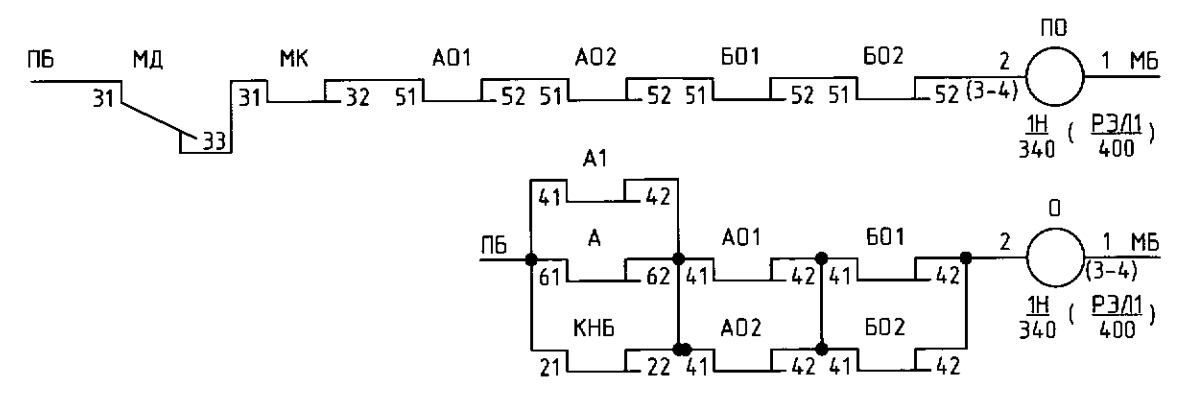 ПО
ПБ МД МК АО1 АО2 БО1 БО2 2 1 МБ
31 33 31 32 51 52 51 52 51 52 51 52 (3-4)
1Н/340 ( РЭЛ1/400 )
А1
41 42
О
ПБ А АО1 БО1 2 1 МБ
61 62 41 42 41 42 (3-4)
1Н/340 ( РЭЛ1/400 )
КНБ АО2 БО2
21 22 41 42 41 42